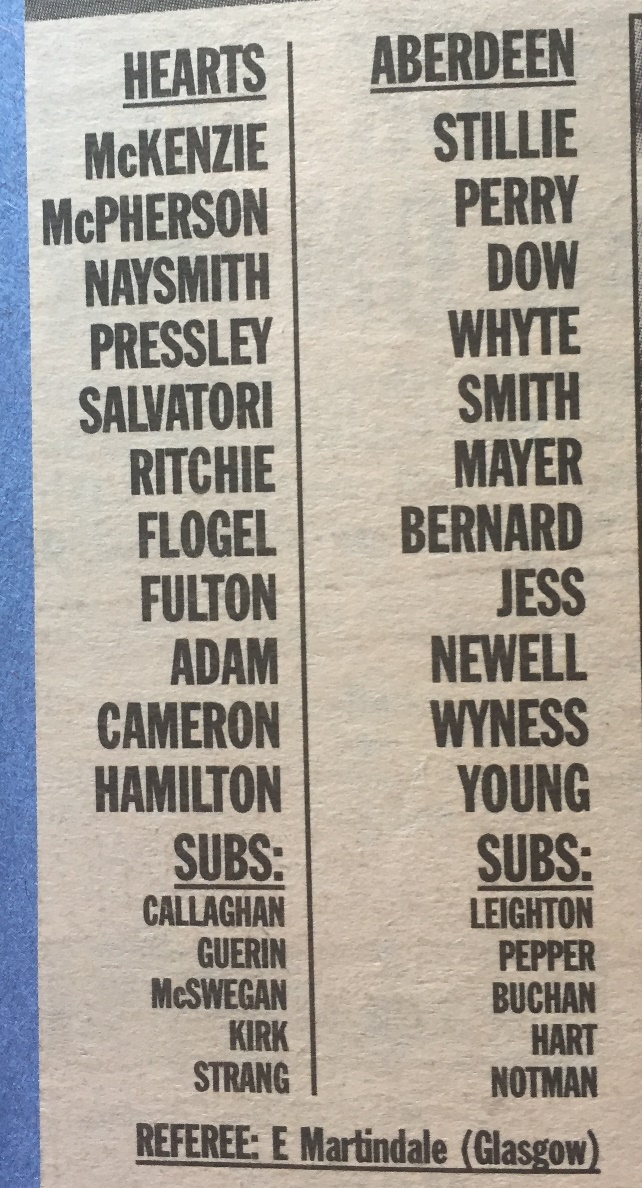 HEARTS
McKENZIE
McPHERSON
NAYSMITH
PRESSLEY
SALVATORI
RITCHIE
FLOGEL
FULTON
ADAM
CAMERON
HAMILTON
SUBS:
CALLAGHAN
GUERIN
McSWEGAN
KIRK
STRANG
ABERDEEN
STILLIE
PERRY
DOW
WHYTE
SMITH
MAYER
BERNARD
JESS
NEWELL
WYNESS
YOUNG
SUBS:
LEIGHTON
PEPPER
BUCHAN
HART
NOTMAN
REFEREE: E Martindale (Glasgow)